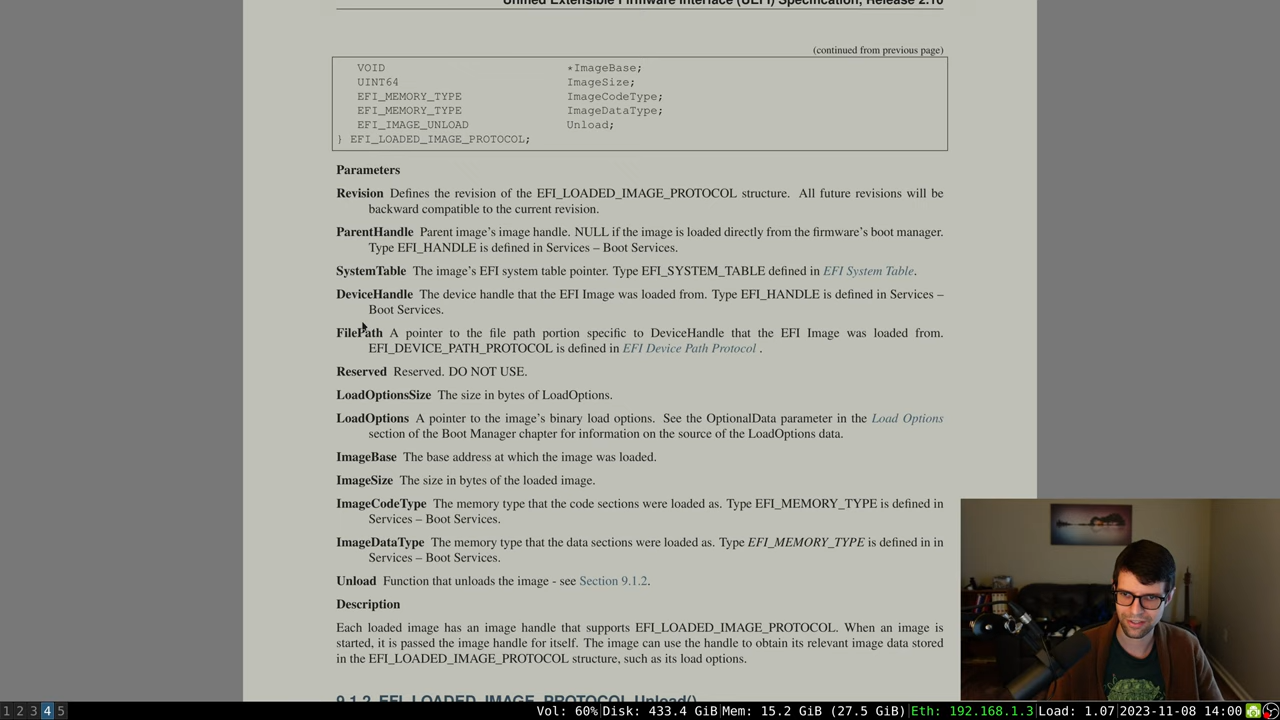 Unified Extensible Firmware Interface (UEFI) Specification, Release 2.10
(continued from previous page)
VOID *ImageBase;
UINT64 ImageSize;
EFI_MEMORY_TYPE ImageCodeType;
EFI_MEMORY_TYPE ImageDataType;
EFI_IMAGE_UNLOAD Unload;
} EFI_LOADED_IMAGE_PROTOCOL;
Parameters
Revision Defines the revision of the EFI_LOADED_IMAGE_PROTOCOL structure. All future revisions will be
backward compatible to the current revision.
ParentHandle Parent image's image handle. NULL if the image is loaded directly from the firmware's boot manager.
Type EFI_HANDLE is defined in Services – Boot Services.
SystemTable The image's EFI system table pointer. Type EFI_SYSTEM_TABLE defined in EFI System Table.
DeviceHandle The device handle that the EFI Image was loaded from. Type EFI_HANDLE is defined in Services –
Boot Services.
FilePath A pointer to the file path portion specific to DeviceHandle that the EFI Image was loaded from.
EFI_DEVICE_PATH_PROTOCOL is defined in EFI Device Path Protocol .
Reserved Reserved. DO NOT USE.
LoadOptionsSize The size in bytes of LoadOptions.
LoadOptions A pointer to the image's binary load options. See the OptionalData parameter in the Load Options
section of the Boot Manager chapter for information on the source of the LoadOptions data.
ImageBase The base address at which the image was loaded.
ImageSize The size in bytes of the loaded image.
ImageCodeType The memory type that the code sections were loaded as. Type EFI_MEMORY_TYPE is defined in
Services – Boot Services.
ImageDataType The memory type that the data sections were loaded as. Type EFI_MEMORY_TYPE is defined in in
Services – Boot Services.
Unload Function that unloads the image - see Section 9.1.2.
Description
Each loaded image has an image handle that supports EFI_LOADED_IMAGE_PROTOCOL. When an image is
started, it is passed the image handle for itself. The image can use the handle to obtain its relevant image data stored
in the EFI_LOADED_IMAGE_PROTOCOL structure, such as its load options.
9.1.2 EFI_LOADED_IMAGE_PROTOCOL.Unload()
1 2 3 4 5 Vol: 60% Disk: 433.4 GiB Mem: 15.2 GiB (27.5 GiB) Eth: 192.168.1.3 Load: 1.07 2023-11-08 14:00